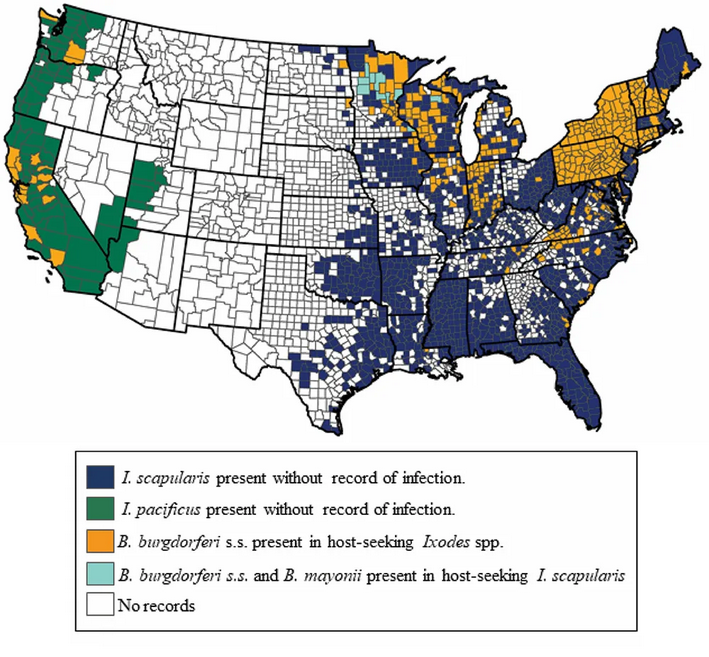 I. scapularis present without record of infection.
I. pacificus present without record of infection.
B. burgdorferi s.s. present in host-seeking Ixodes spp.
B. burgdorferi s.s. and B. mayonii present in host-seeking I. scapularis
No records